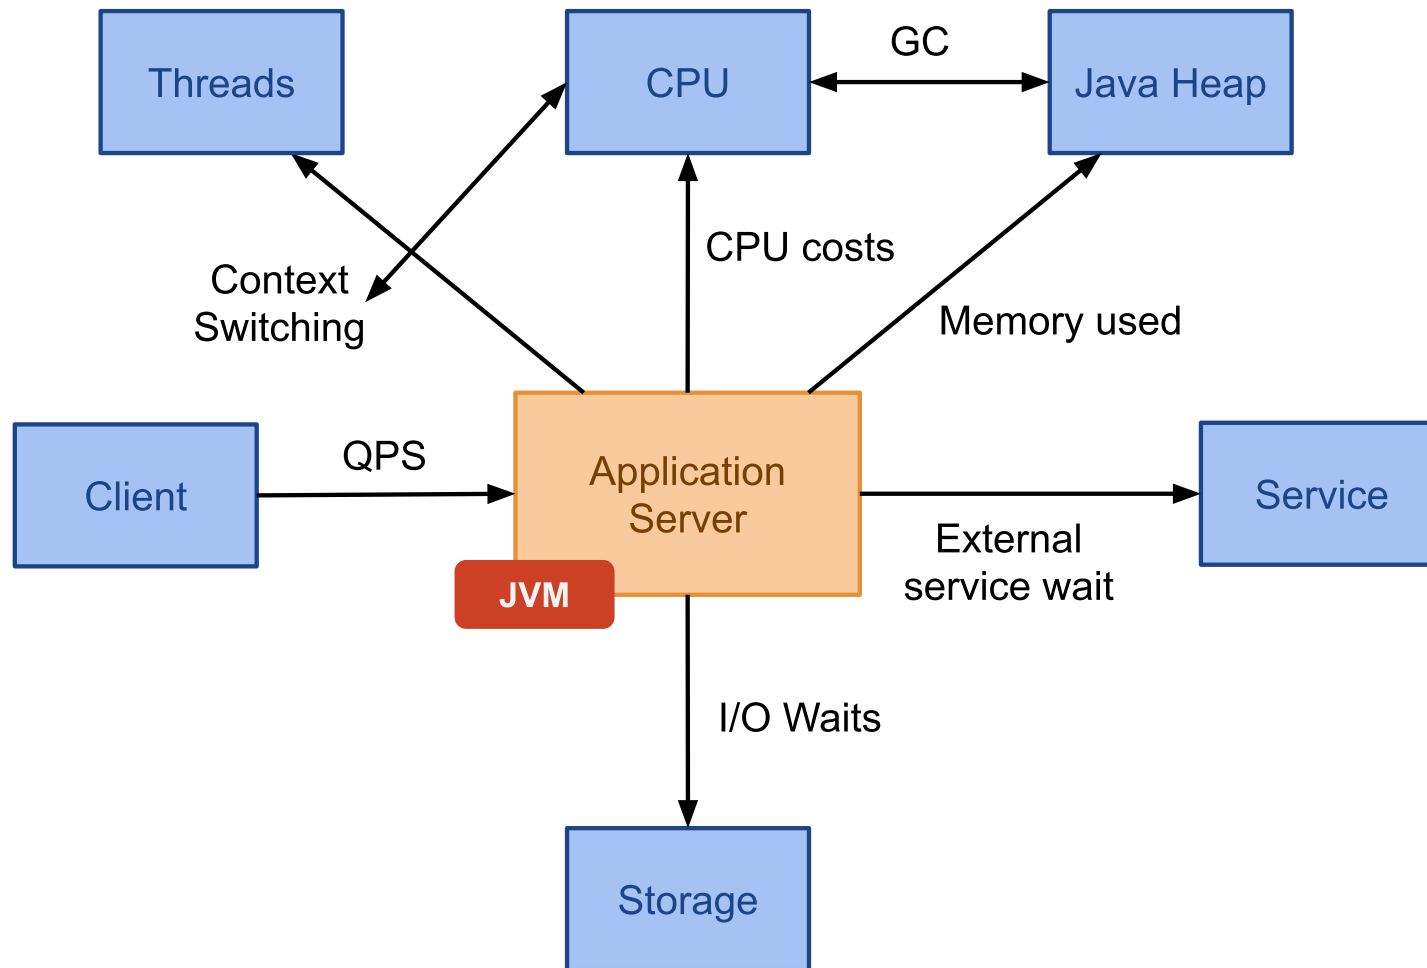 Threads
CPU
GC
Java Heap
CPU costs
Context
Switching
Memory used
Client
QPS
Application
Server
JVM
Service
External
service wait
I/O Waits
Storage